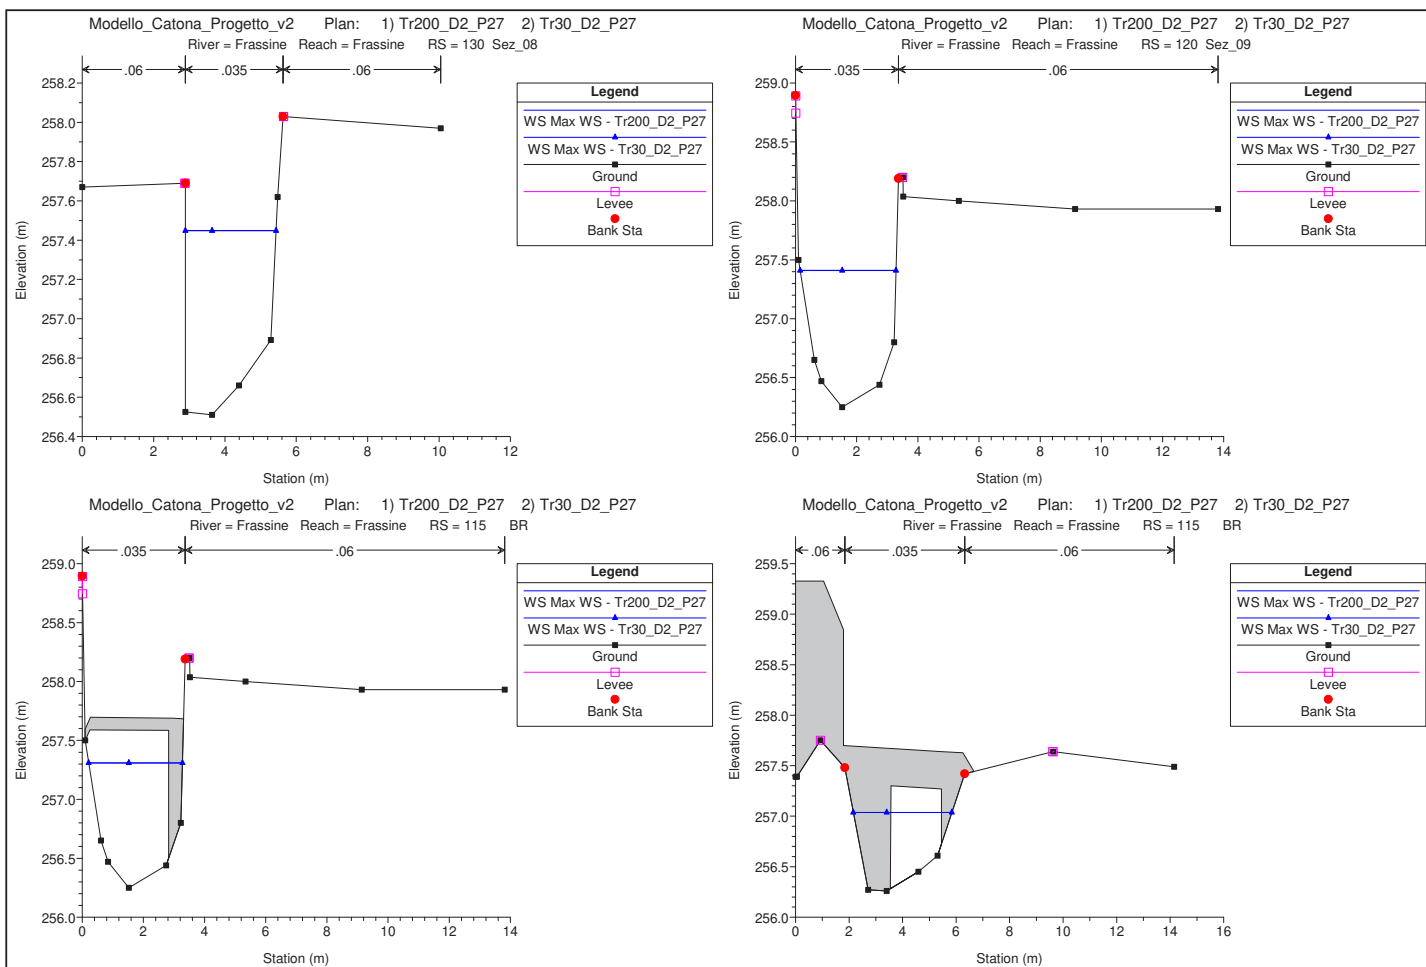 Modello_Catona_Progetto_v2 Plan: 1) Tr200_D2_P27 2) Tr30_D2_P27
River = Frassine Reach = Frassine RS = 130 Sez_08
.06 .035 .06
258.2
258.0
257.8
257.6
257.4
257.2
257.0
256.8
256.6
256.4
Elevation (m)
0 2 4 6 8 10 12
Station (m)
Legend
WS Max WS - Tr200_D2_P27
WS Max WS - Tr30_D2_P27
Ground
Levee
Bank Sta
Modello_Catona_Progetto_v2 Plan: 1) Tr200_D2_P27 2) Tr30_D2_P27
River = Frassine Reach = Frassine RS = 120 Sez_09
.035 .06
259.0
258.5
258.0
257.5
257.0
256.5
256.0
Elevation (m)
0 2 4 6 8 10 12 14
Station (m)
Legend
WS Max WS - Tr200_D2_P27
WS Max WS - Tr30_D2_P27
Ground
Levee
Bank Sta
Modello_Catona_Progetto_v2 Plan: 1) Tr200_D2_P27 2) Tr30_D2_P27
River = Frassine Reach = Frassine RS = 115 BR
.035 .06
259.0
258.5
258.0
257.5
257.0
256.5
256.0
Elevation (m)
0 2 4 6 8 10 12 14
Station (m)
Legend
WS Max WS - Tr200_D2_P27
WS Max WS - Tr30_D2_P27
Ground
Levee
Bank Sta
Modello_Catona_Progetto_v2 Plan: 1) Tr200_D2_P27 2) Tr30_D2_P27
River = Frassine Reach = Frassine RS = 115 BR
.06 .035 .06
259.5
259.0
258.5
258.0
257.5
257.0
256.5
256.0
Elevation (m)
0 2 4 6 8 10 12 14 16
Station (m)
Legend
WS Max WS - Tr200_D2_P27
WS Max WS - Tr30_D2_P27
Ground
Levee
Bank Sta